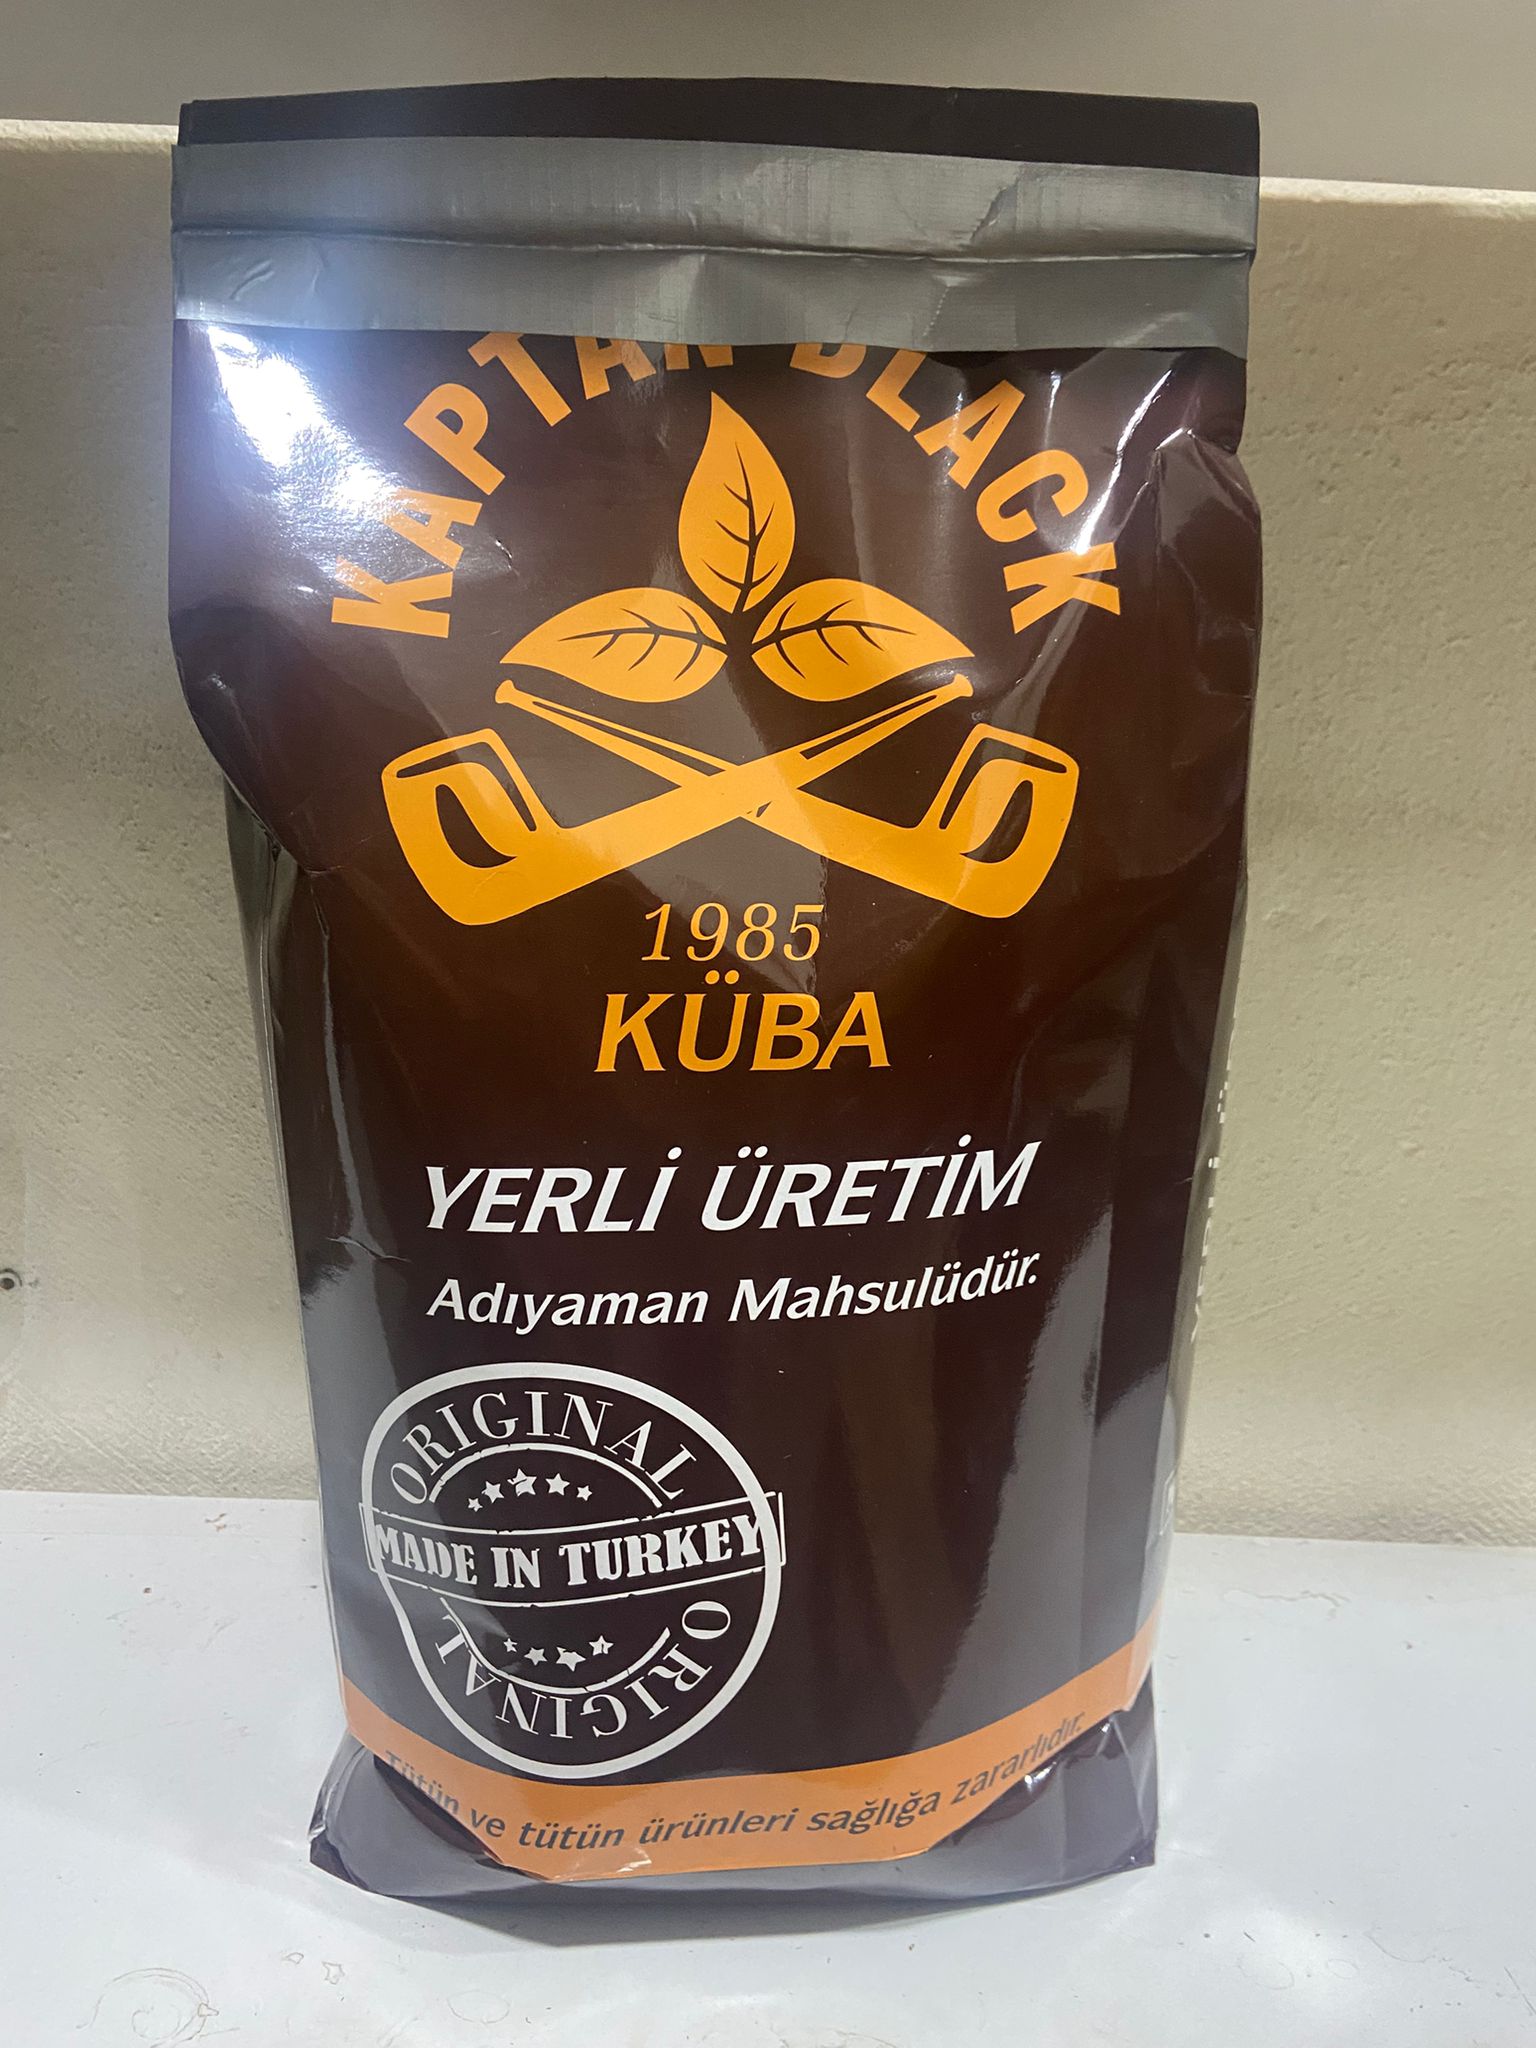 KAPTAN BLACK
1985
KÜBA
YERLİ ÜRETİM
Adıyaman Mahsulüdür.
ORIGINAL
MADE IN TURKEY
ORIGINAL
Tütün ve tütün ürünleri sağlığa zararlıdır.